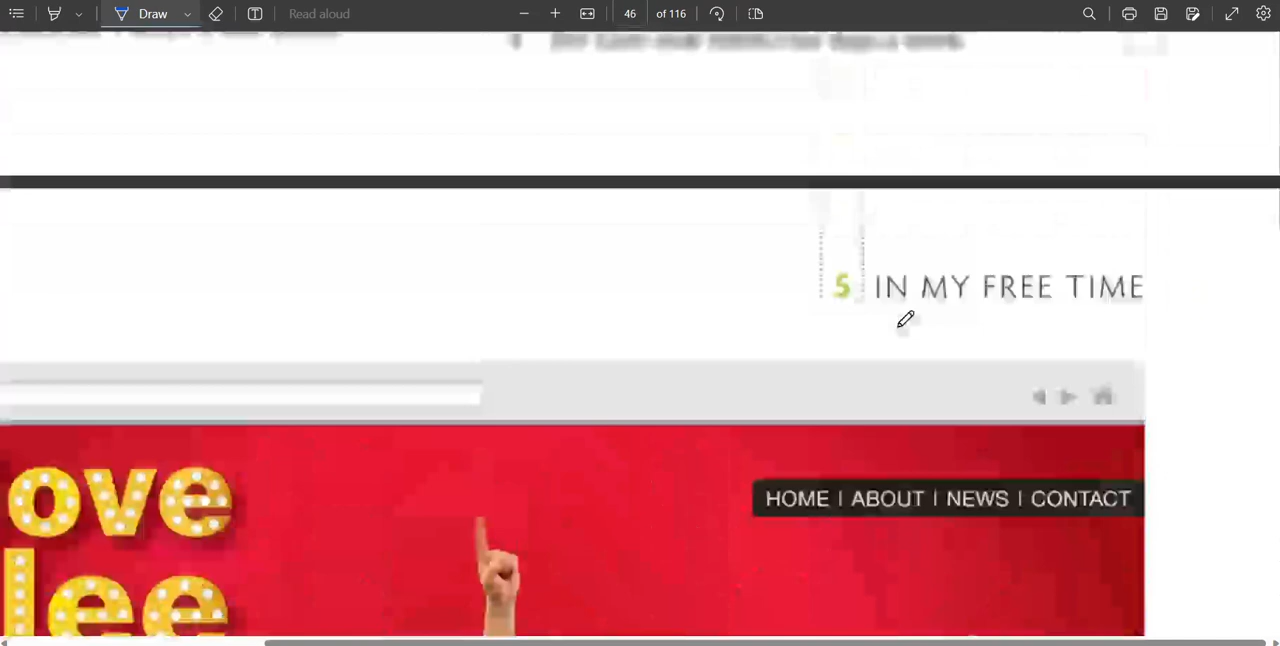 Draw
Read aloud
46 of 116
5 IN MY FREE TIME
ove
HOME | ABOUT | NEWS | CONTACT
lee